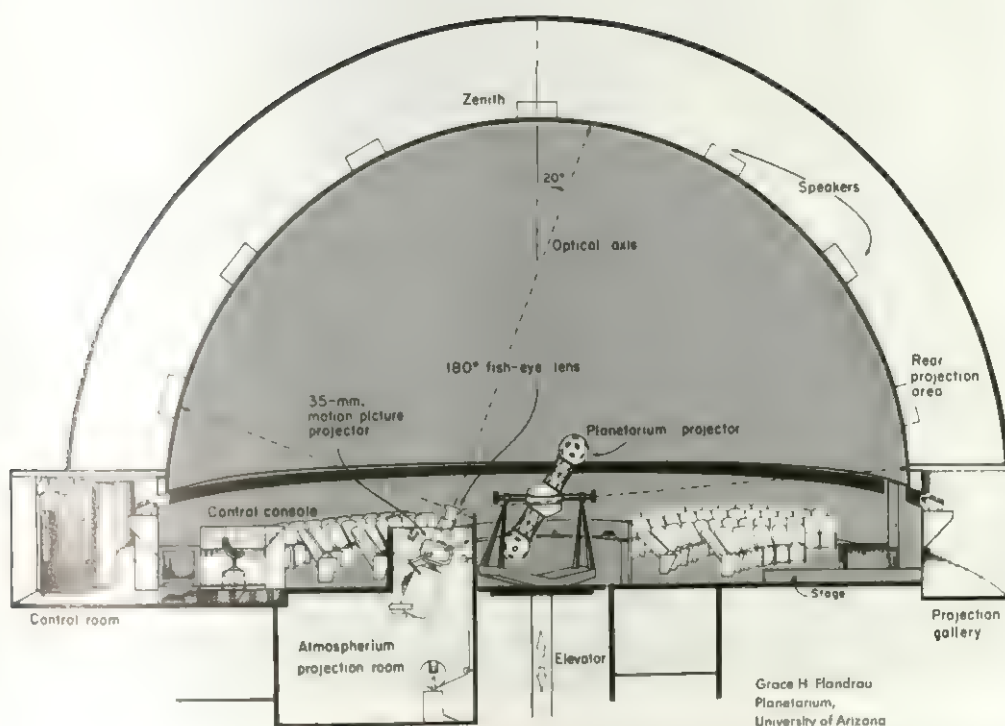 Zenith
20°
Speakers
Optical axis
180° fish-eye lens
Rear
projection
area
35-mm.
motion picture
projector
Planetarium projector
Control console
Control room
Stage
Projection
gallery
Atmospherium
projection room
Elevator
Grace H Flandrau
Planetarium,
University of Arizona